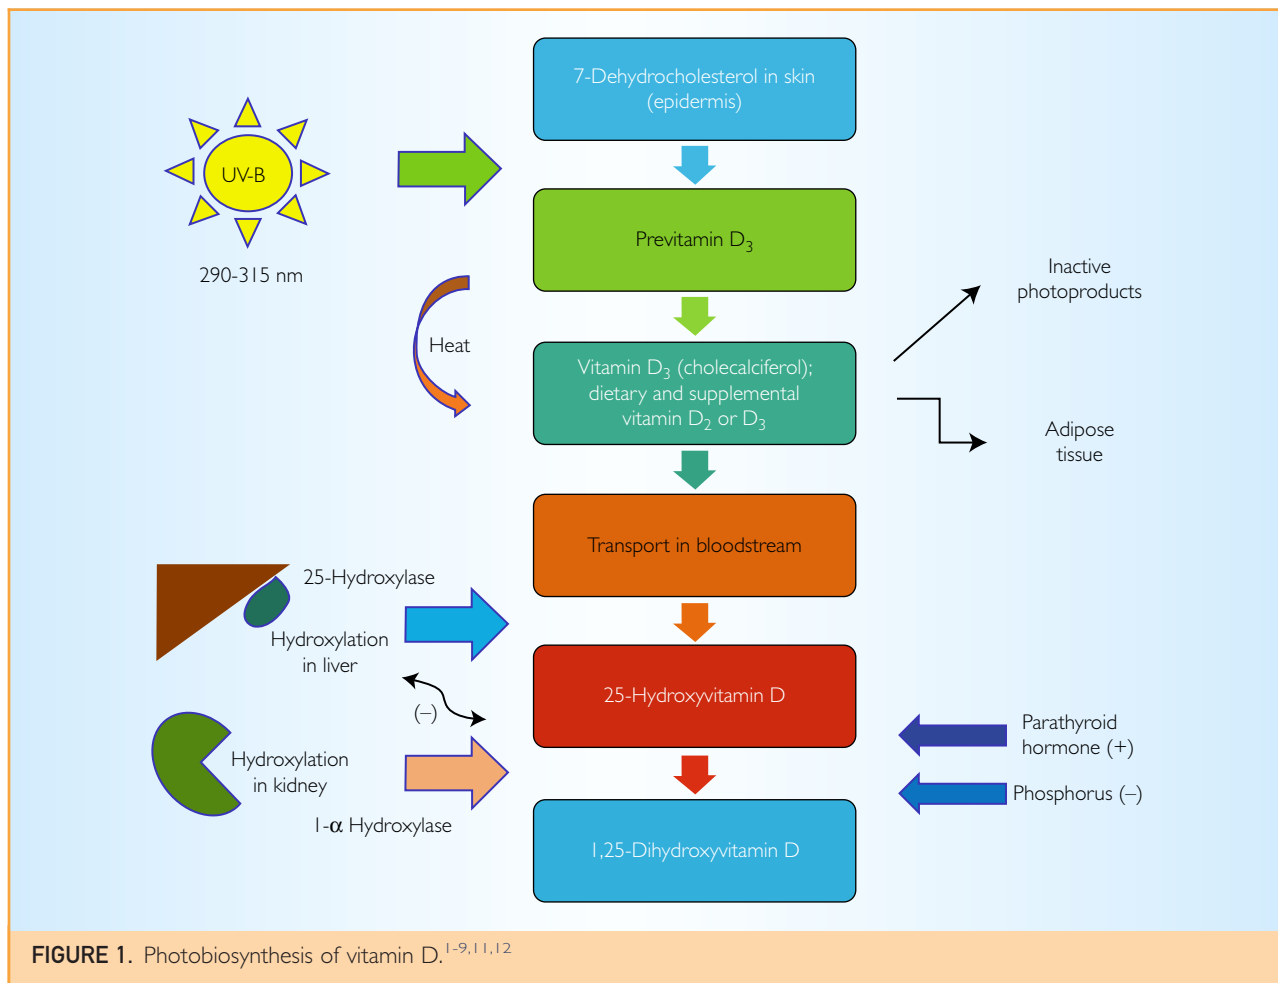 7-Dehydrocholesterol in skin
(epidermis)
UV-B
290-315 nm
Previtamin D3
Heat
Vitamin D3 (cholecalciferol);
dietary and supplemental
vitamin D2 or D3
Inactive
photoproducts
Adipose
tissue
Transport in bloodstream
25-Hydroxylase
Hydroxylation
in liver
(–)
25-Hydroxyvitamin D
Hydroxylation
in kidney
1-α Hydroxylase
Parathyroid
hormone (+)
Phosphorus (–)
1,25-Dihydroxyvitamin D
FIGURE 1. Photobiosynthesis of vitamin D.1-9,11,12